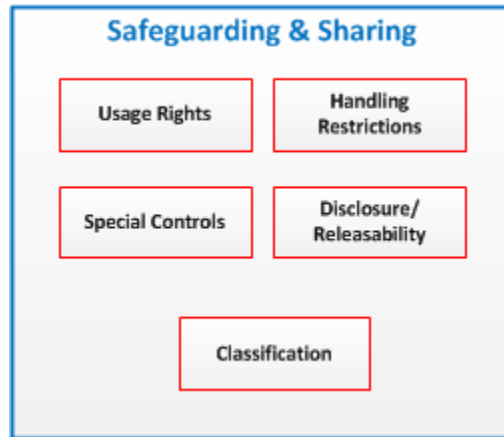 Safeguarding & Sharing
Usage Rights
Handling
Restrictions
Special Controls
Disclosure/
Releasability
Classification